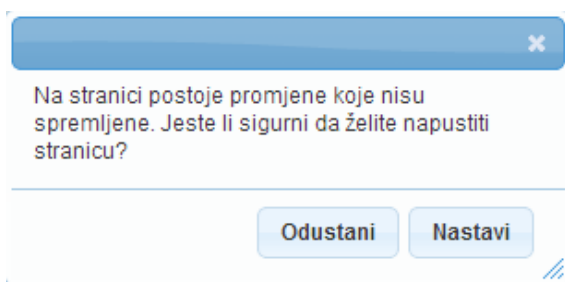 Na stranici postoje promjene koje nisu
spremljene. Jeste li sigurni da želite napustiti
stranicu?
Odustani Nastavi